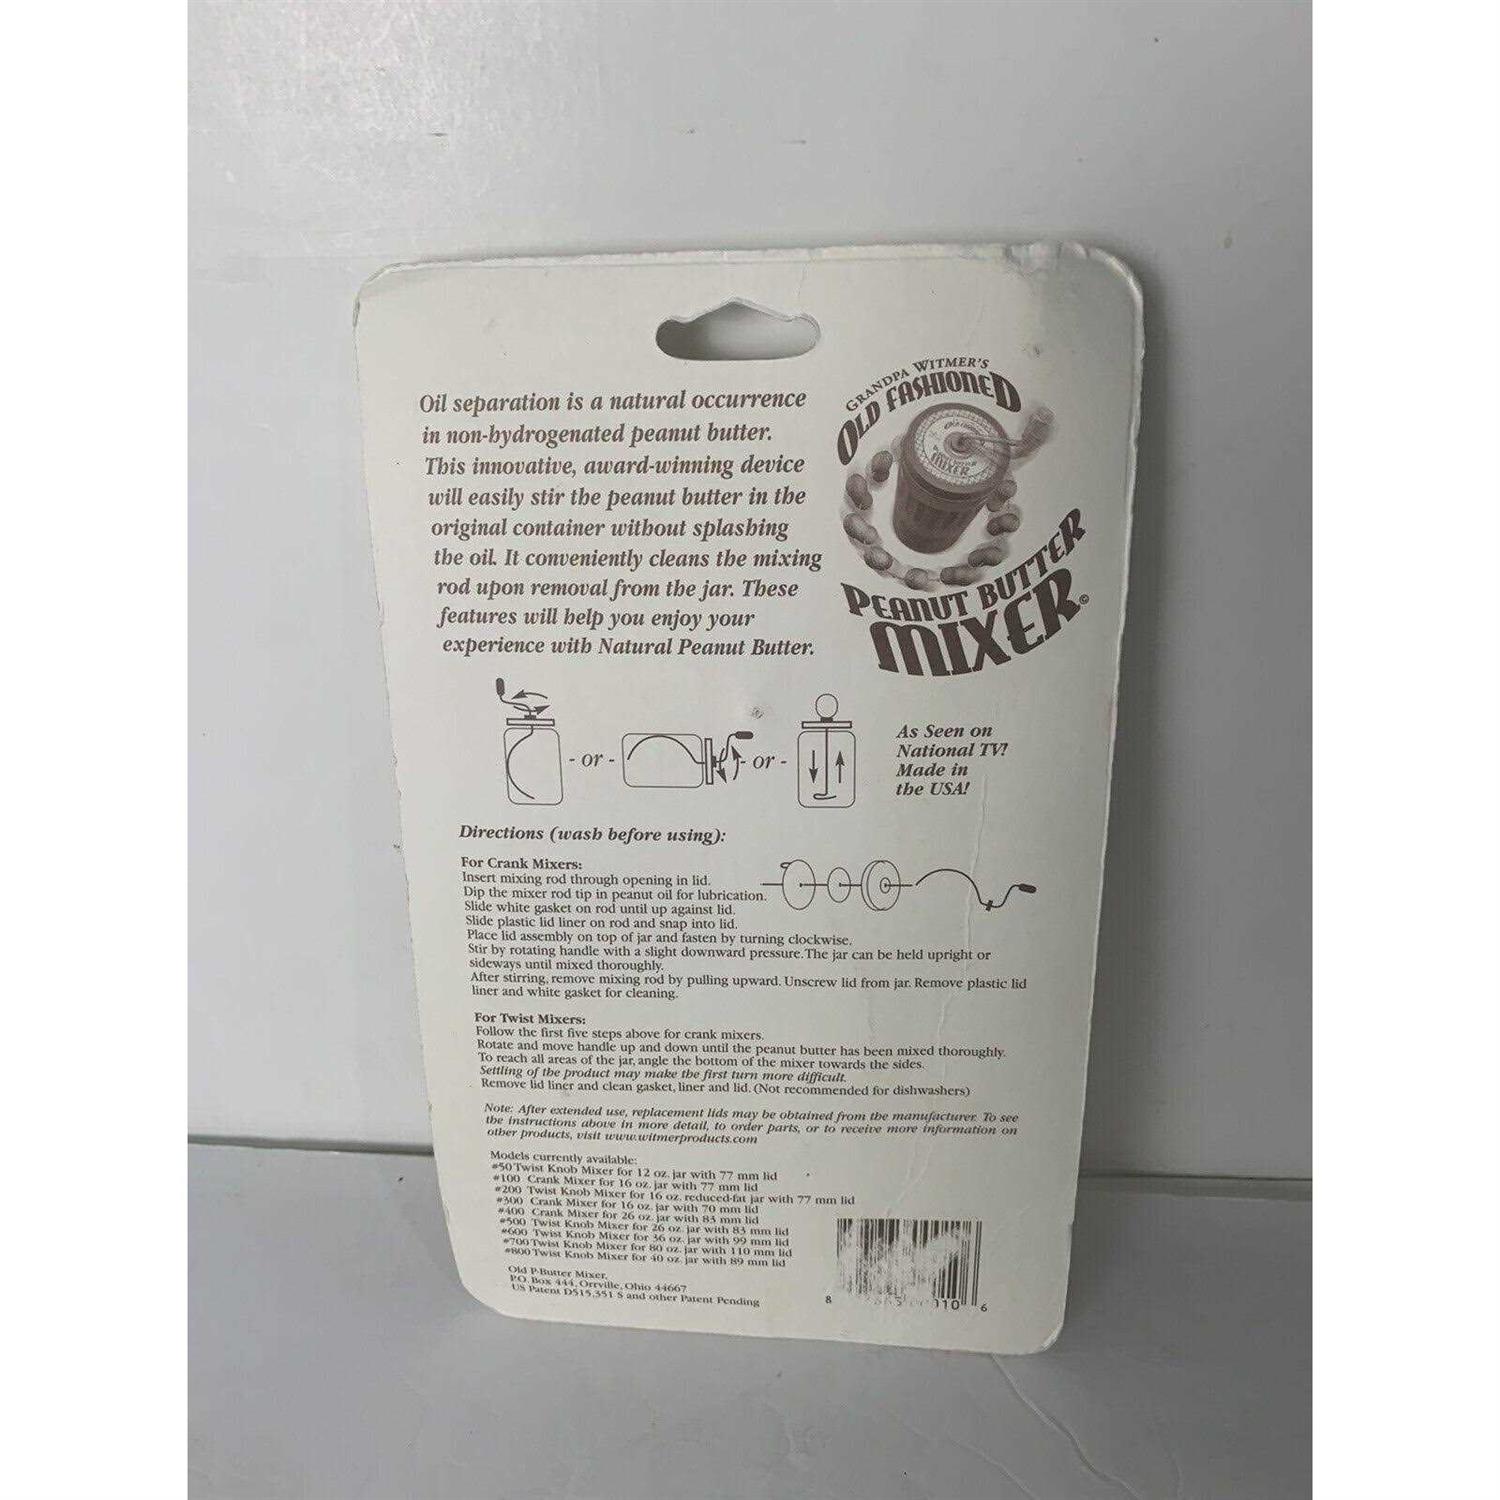 GRANDPA WITMER'S
OLD FASHIONED
MIXER
PEANUT BUTTER
MIXER©
Oil separation is a natural occurrence
in non-hydrogenated peanut butter.
This innovative, award-winning device
will easily stir the peanut butter in the
original container without splashing
the oil. It conveniently cleans the mixing
rod upon removal from the jar. These
features will help you enjoy your
experience with Natural Peanut Butter.
- or -
- or -
As Seen on
National TV!
Made in
the USA!
Directions (wash before using):
For Crank Mixers:
Insert mixing rod through opening in lid.
Dip the mixer rod tip in peanut oil for lubrication.
Slide white gasket on rod until up against lid.
Slide plastic lid liner on rod and snap into lid.
Place lid assembly on top of jar and fasten by turning clockwise.
Stir by rotating handle with a slight downward pressure. The jar can be held upright or
sideways until mixed thoroughly.
After stirring, remove mixing rod by pulling upward. Unscrew lid from jar. Remove plastic lid
liner and white gasket for cleaning.
For Twist Mixers:
Follow the first five steps above for crank mixers.
Rotate and move handle up and down until the peanut butter has been mixed thoroughly.
To reach all areas of the jar, angle the bottom of the mixer towards the sides.
Settling of the product may make the first turn more difficult.
Remove lid liner and clean gasket, liner and lid. (Not recommended for dishwashers)
Note: After extended use, replacement lids may be obtained from the manufacturer. To see
the instructions above in more detail, to order parts, or to receive more information on
other products, visit www.witmerproducts.com
Models currently available:
#50 Twist Knob Mixer for 12 oz. jar with 77 mm lid
#100 Crank Mixer for 16 oz. jar with 77 mm lid
#200 Twist Knob Mixer for 16 oz. reduced-fat jar with 77 mm lid
#300 Crank Mixer for 16 oz. jar with 70 mm lid
#400 Crank Mixer for 26 oz. jar with 83 mm lid
#500 Twist Knob Mixer for 26 oz. jar with 83 mm lid
#600 Twist Knob Mixer for 36 oz. jar with 99 mm lid
#700 Twist Knob Mixer for 80 oz. jar with 110 mm lid
#800 Twist Knob Mixer for 40 oz. jar with 89 mm lid
Old P-Butter Mixer,
P.O. Box 444, Orrville, Ohio 44667
US Patent D515,351 S and other Patent Pending
8 110 6